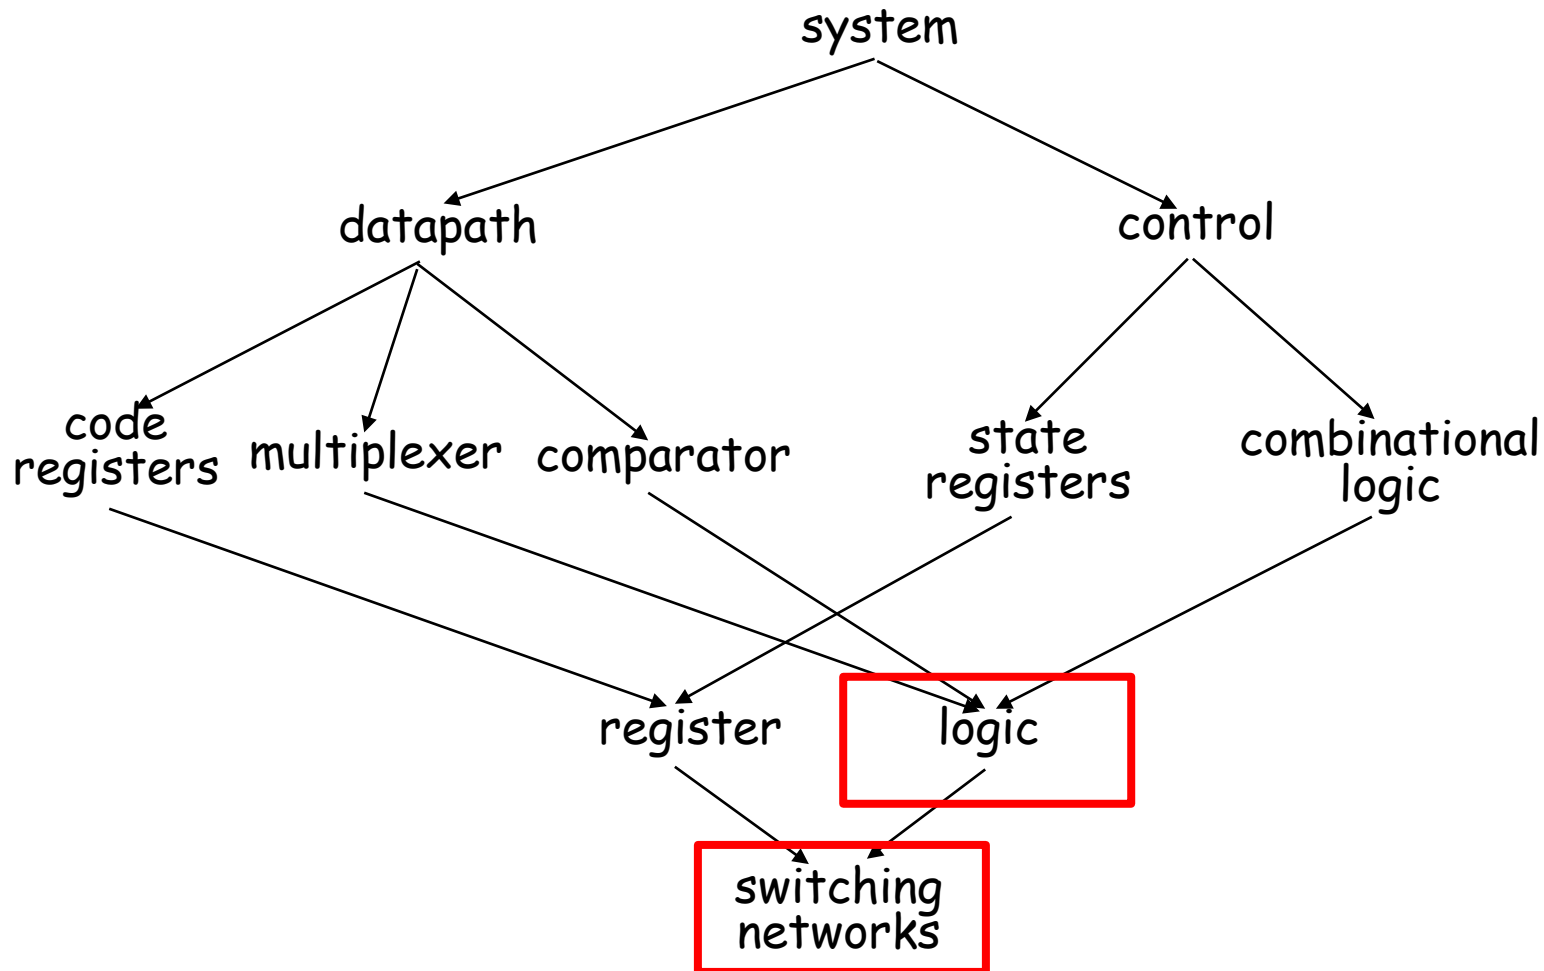 system
datapath
control
code
registers
multiplexer
comparator
state
registers
combinational
logic
register
logic
switching
networks